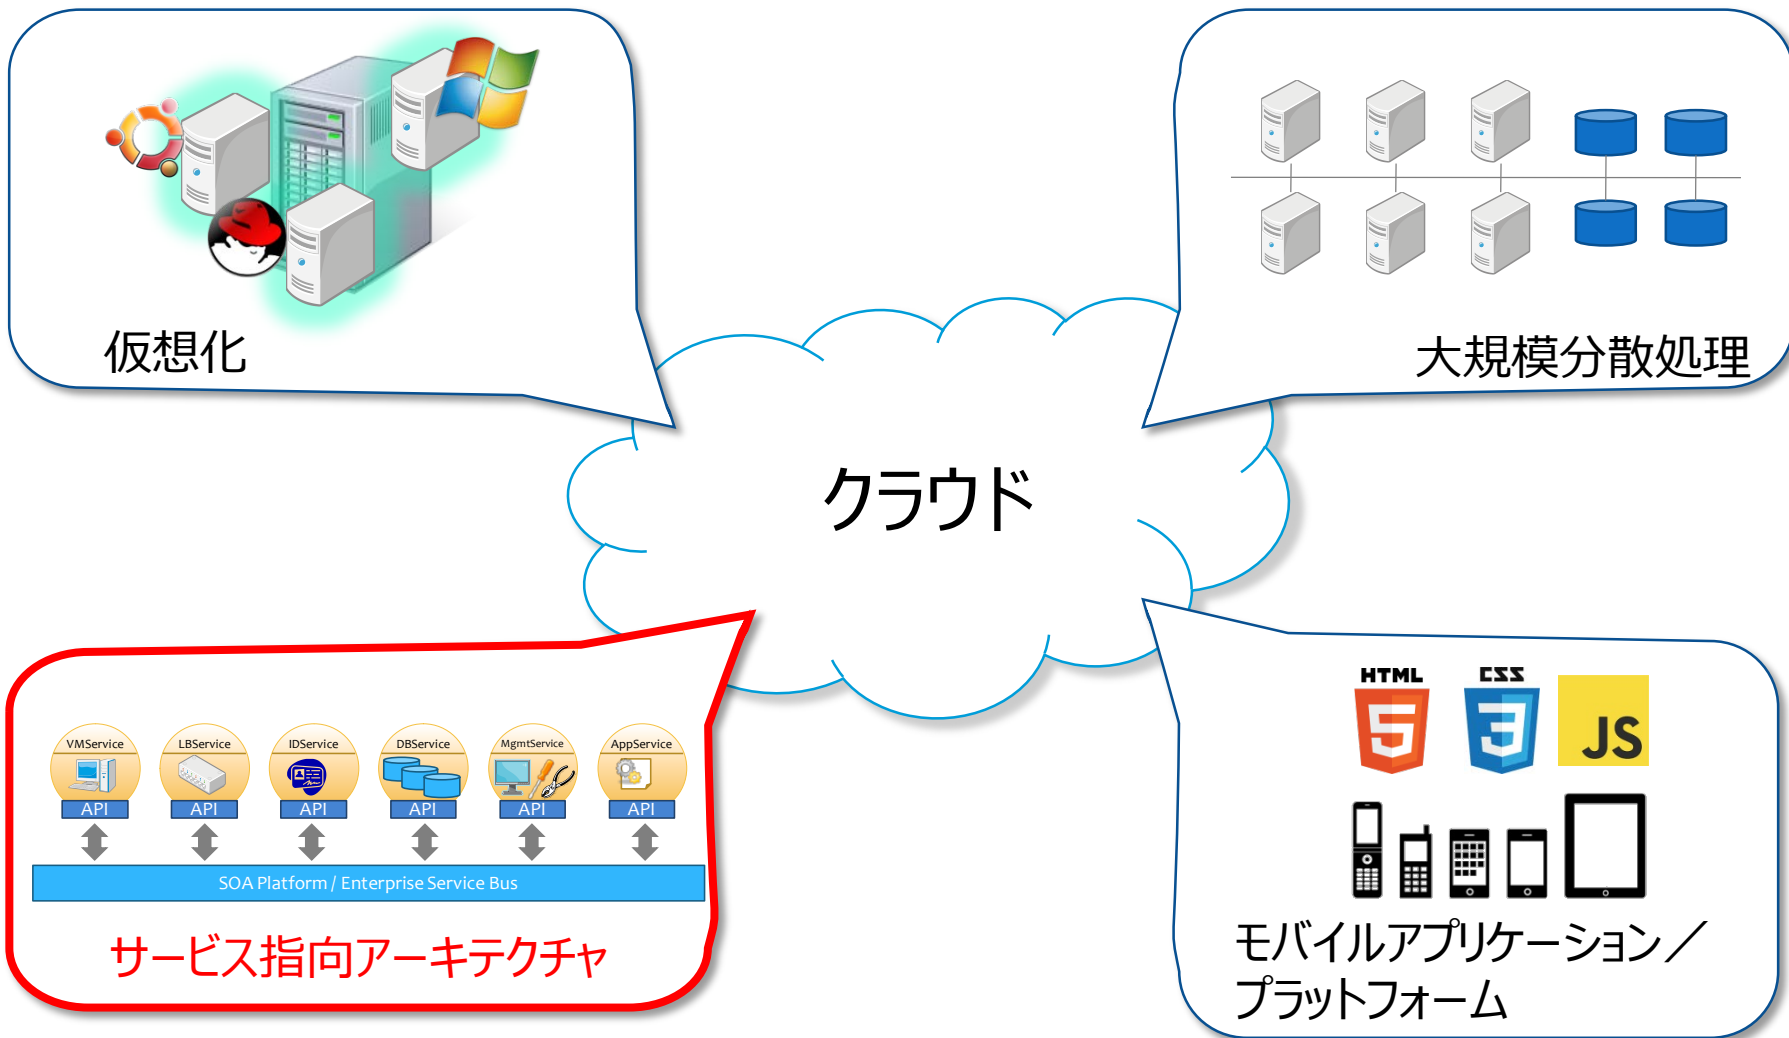 仮想化
大規模分散処理
クラウド
VMService
LBService
IDService
DBService
MgmtService
AppService
API
API
API
API
API
API
SOA Platform / Enterprise Service Bus
サービス指向アーキテクチャ
HTML
5
CSS
3
JS
モバイルアプリケーション／
プラットフォーム